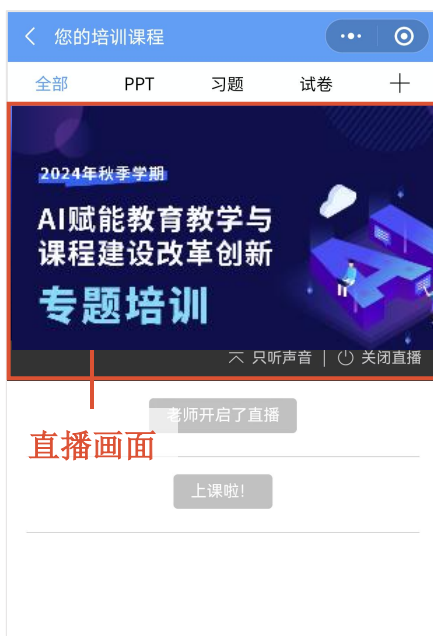 您的培训课程
全部 PPT 习题 试卷
2024年秋季学期
AI赋能教育教学与
课程建设改革创新
专题培训
只听声音 | 关闭直播
老师开启了直播
直播画面
上课啦!